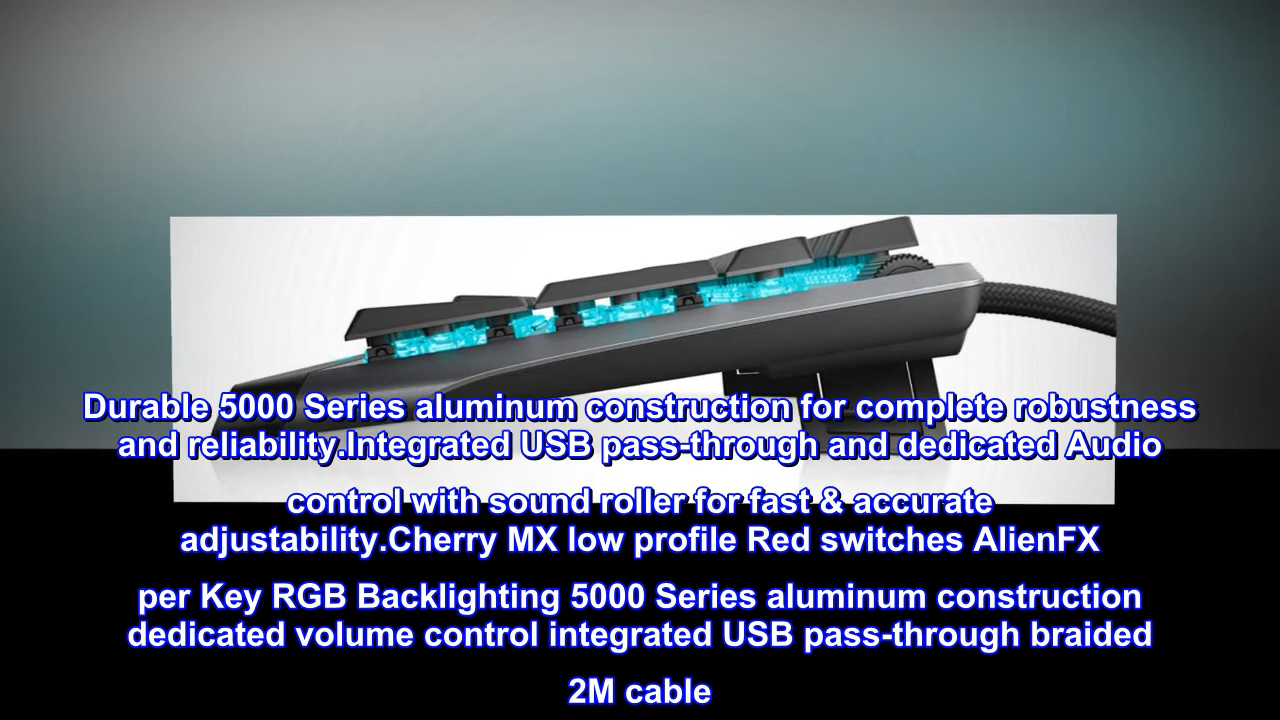 Durable 5000 Series aluminum construction for complete robustness
and reliability.Integrated USB pass-through and dedicated Audio
control with sound roller for fast & accurate
adjustability.Cherry MX low profile Red switches AlienFX
per Key RGB Backlighting 5000 Series aluminum construction
dedicated volume control integrated USB pass-through braided
2M cable